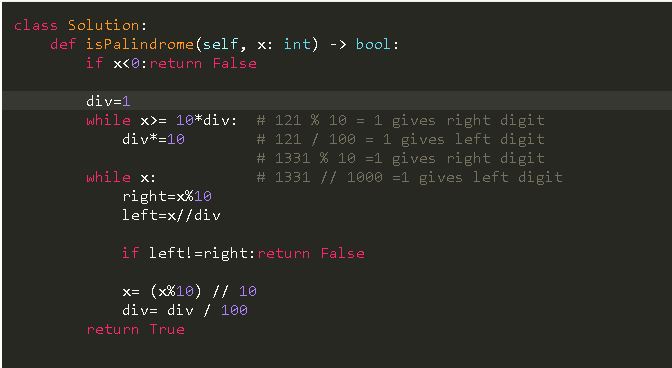 class Solution:
    def isPalindrome(self, x: int) -> bool:
        if x<0:return False
        div=1
        while x>= 10*div:  # 121 % 10 = 1 gives right digit
            div*=10        # 121 / 100 = 1 gives left digit
                           # 1331 % 10 =1 gives right digit
        while x:           # 1331 // 1000 =1 gives left digit
            right=x%10
            left=x//div
            if left!=right:return False
            x= (x%10) // 10
            div= div / 100
        return True